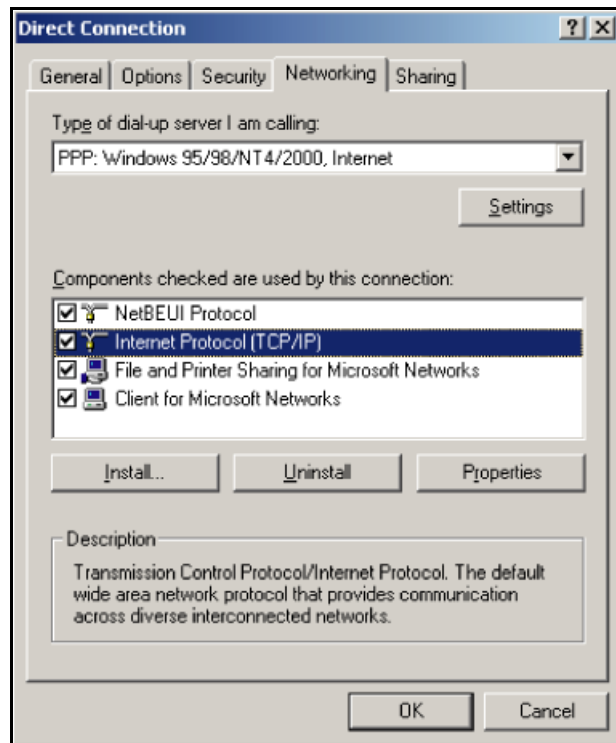 Direct Connection
General Options Security Networking Sharing
Type of dial-up server I am calling:
PPP: Windows 95/98/NT4/2000, Internet
Settings
Components checked are used by this connection:
NetBEUI Protocol
Internet Protocol (TCP/IP)
File and Printer Sharing for Microsoft Networks
Client for Microsoft Networks
Install... Uninstall Properties
Description
Transmission Control Protocol/Internet Protocol. The default
wide area network protocol that provides communication
across diverse interconnected networks.
OK Cancel